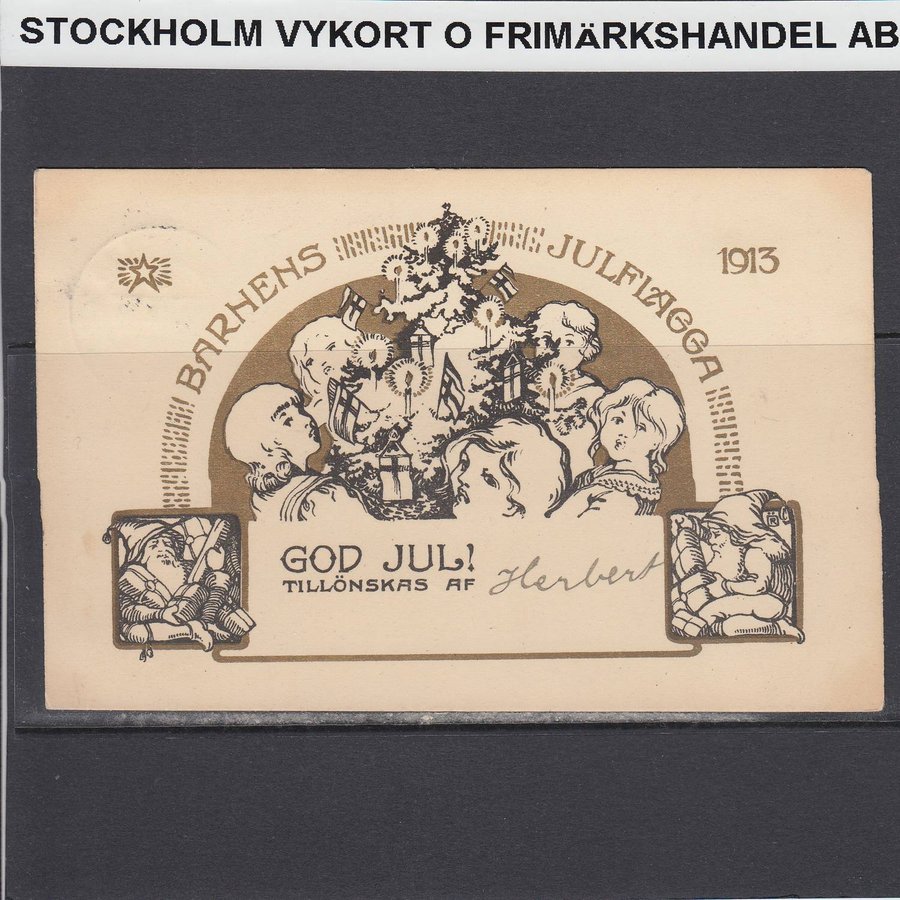 STOCKHOLM VYKORT O FRIMÄRKSHANDEL AB
BARNENS JULFLAGGA
1913
GOD JUL!
TILLÖNSKAS AF Herbert